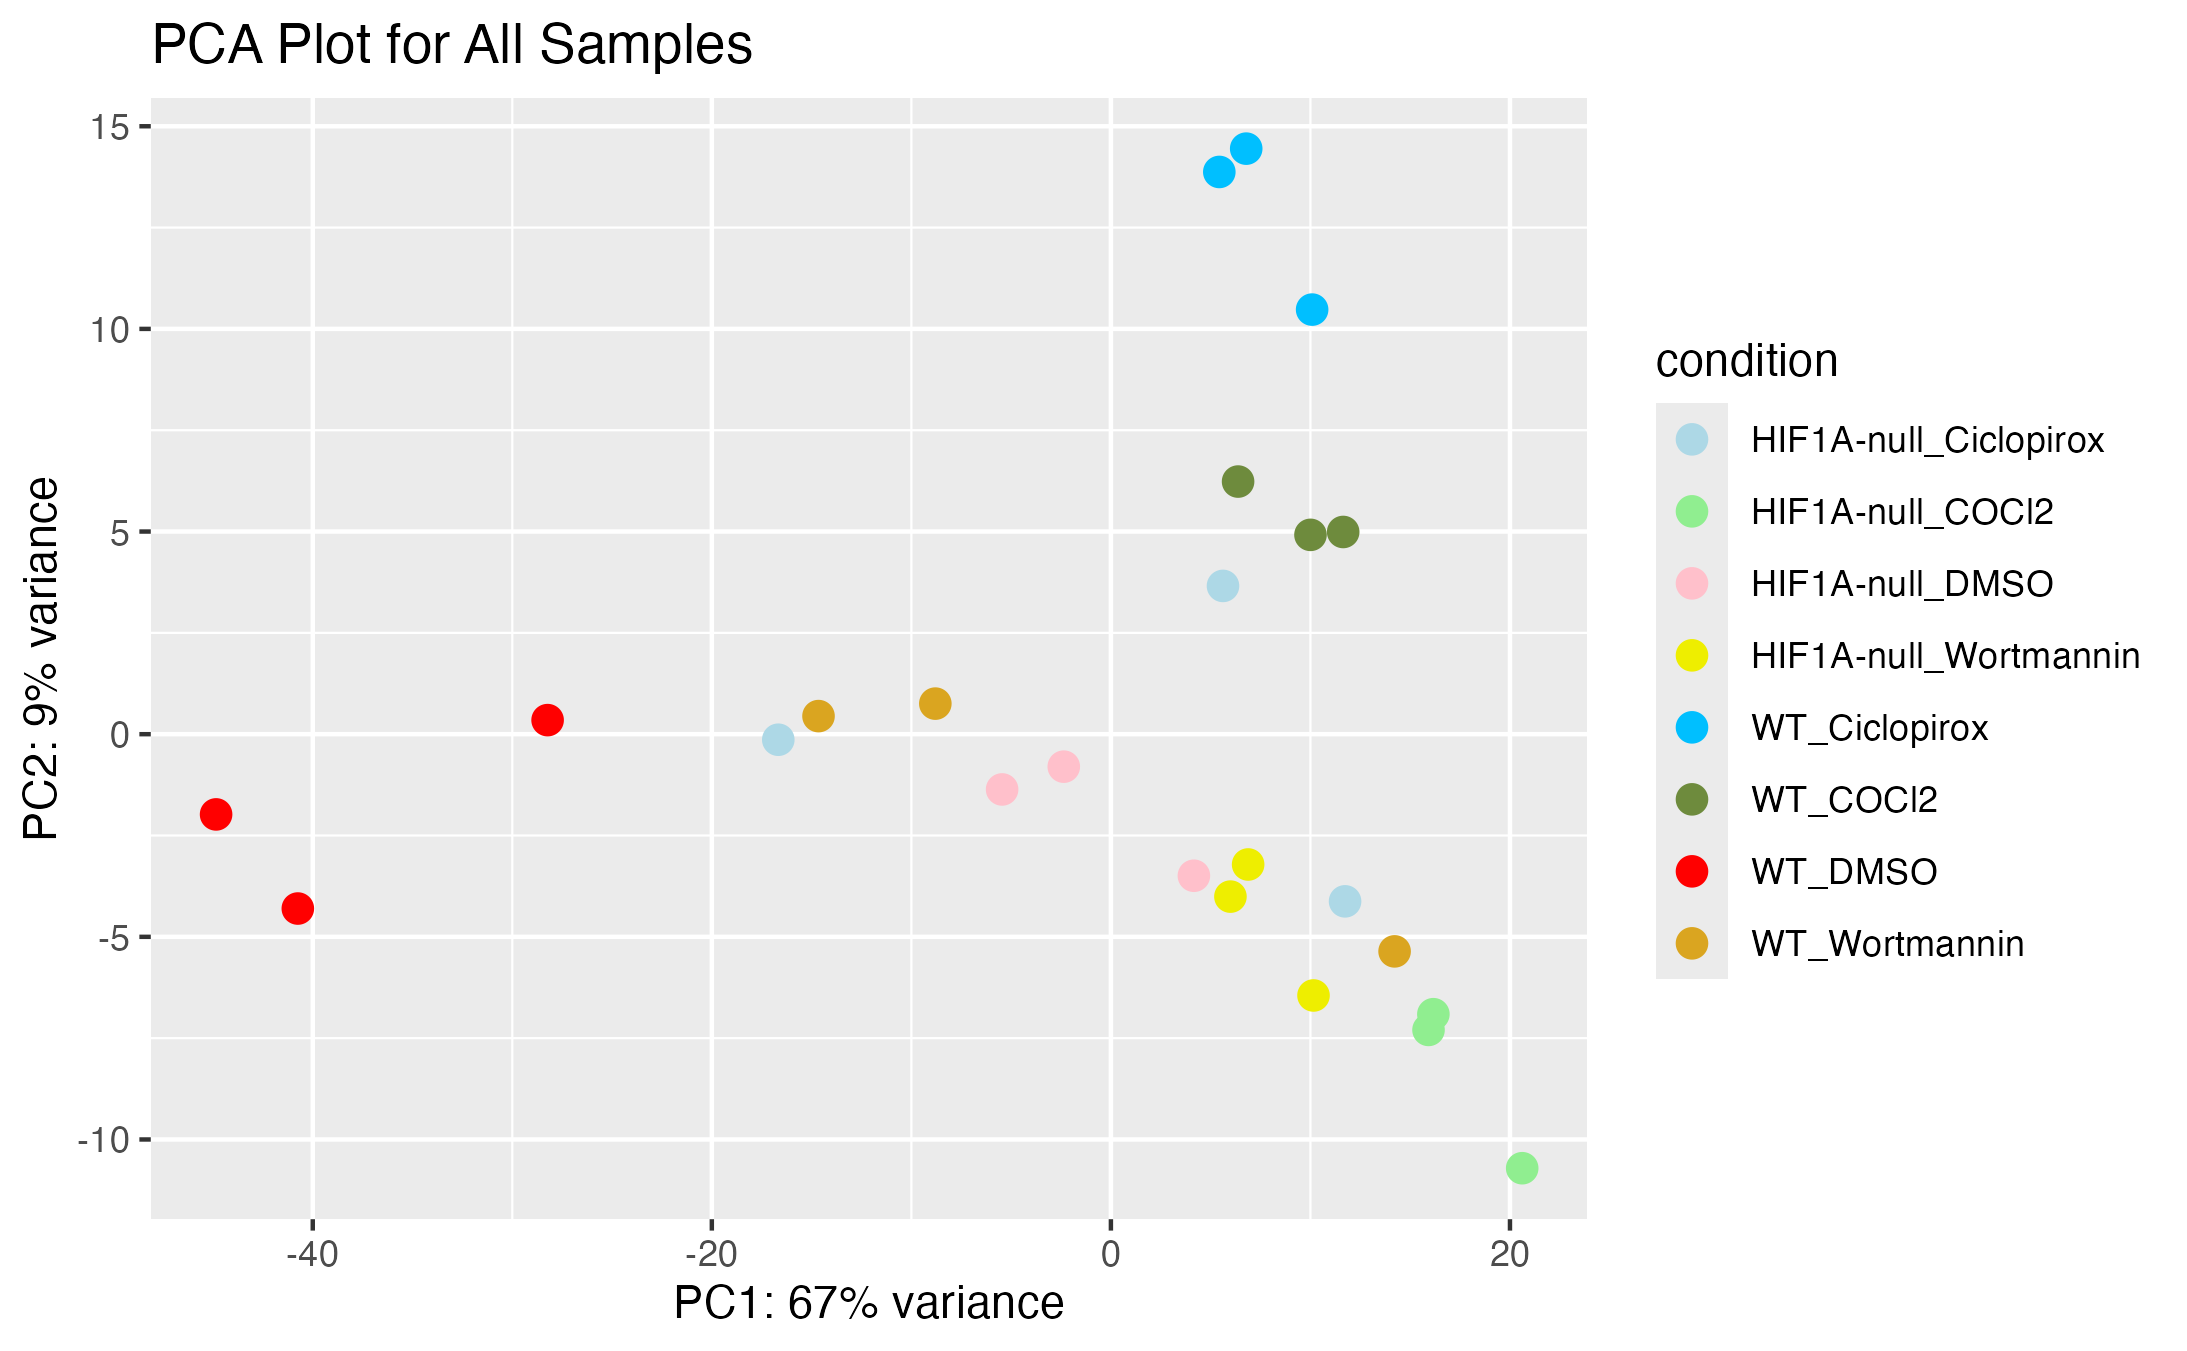 PCA Plot for All Samples
15
10
5
0
-5
-10
PC2: 9% variance
-40
-20
0
20
PC1: 67% variance
condition
HIF1A-null_Ciclopirox
HIF1A-null_COCl2
HIF1A-null_DMSO
HIF1A-null_Wortmannin
WT_Ciclopirox
WT_COCl2
WT_DMSO
WT_Wortmannin